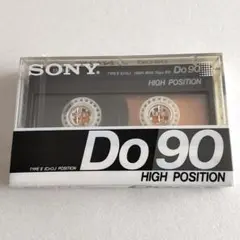 SONY
Do 90
HIGH POSITION
Do 90
TYPE II (CrO₂) POSITION
HIGH POSITION